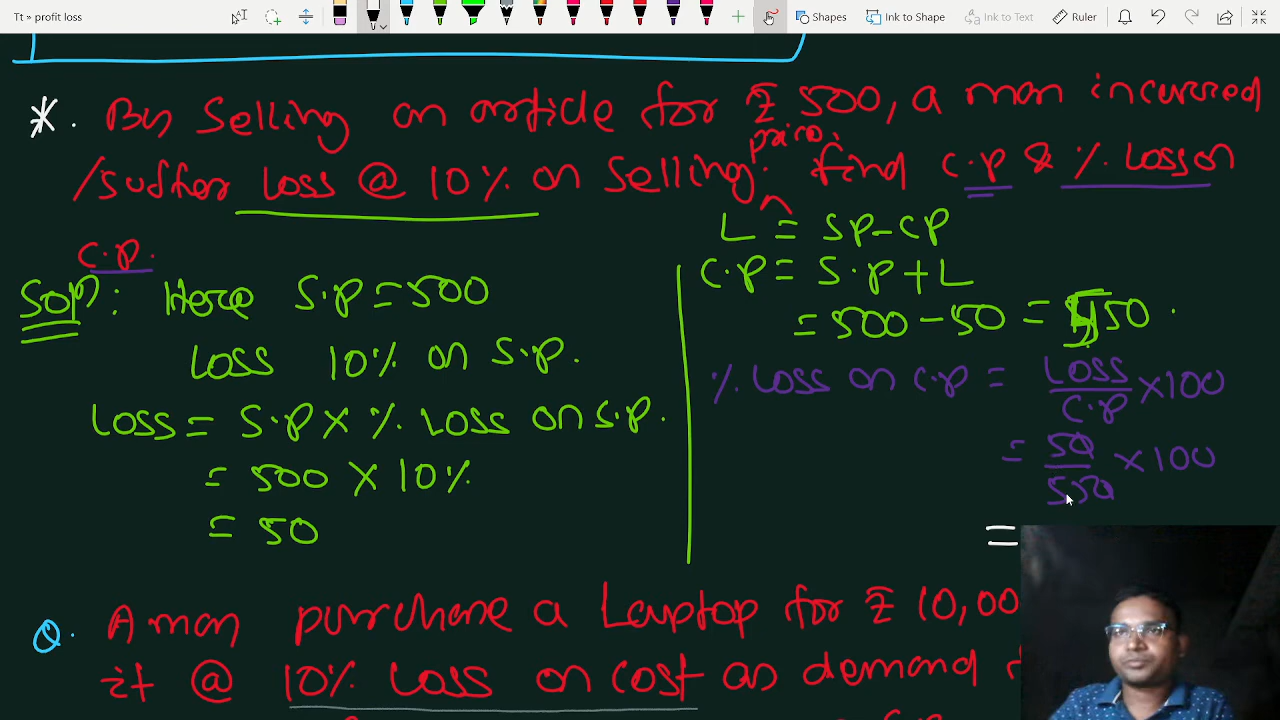 Tt » profit loss
Shapes
Ink to Shape
Ink to Text
Ruler
*. By Selling an article for ₹ 500, a man incurred
price.
/suffer loss @ 10% on selling. find C.P & % Loss on
C.P.
Soln: Here S.P = 500
Loss 10% on S.P.
Loss = S.P × % Loss on S.P.
= 500 × 10%
= 50
L = SP - CP
C.P = S.P + L
= 500 - 50 = 550.
% Loss on C.P = Loss/C.P × 100
= 50/550 × 100
=
Q. A man purchase a Laptop for ₹ 10,00
it @ 10% Loss on cost as demand